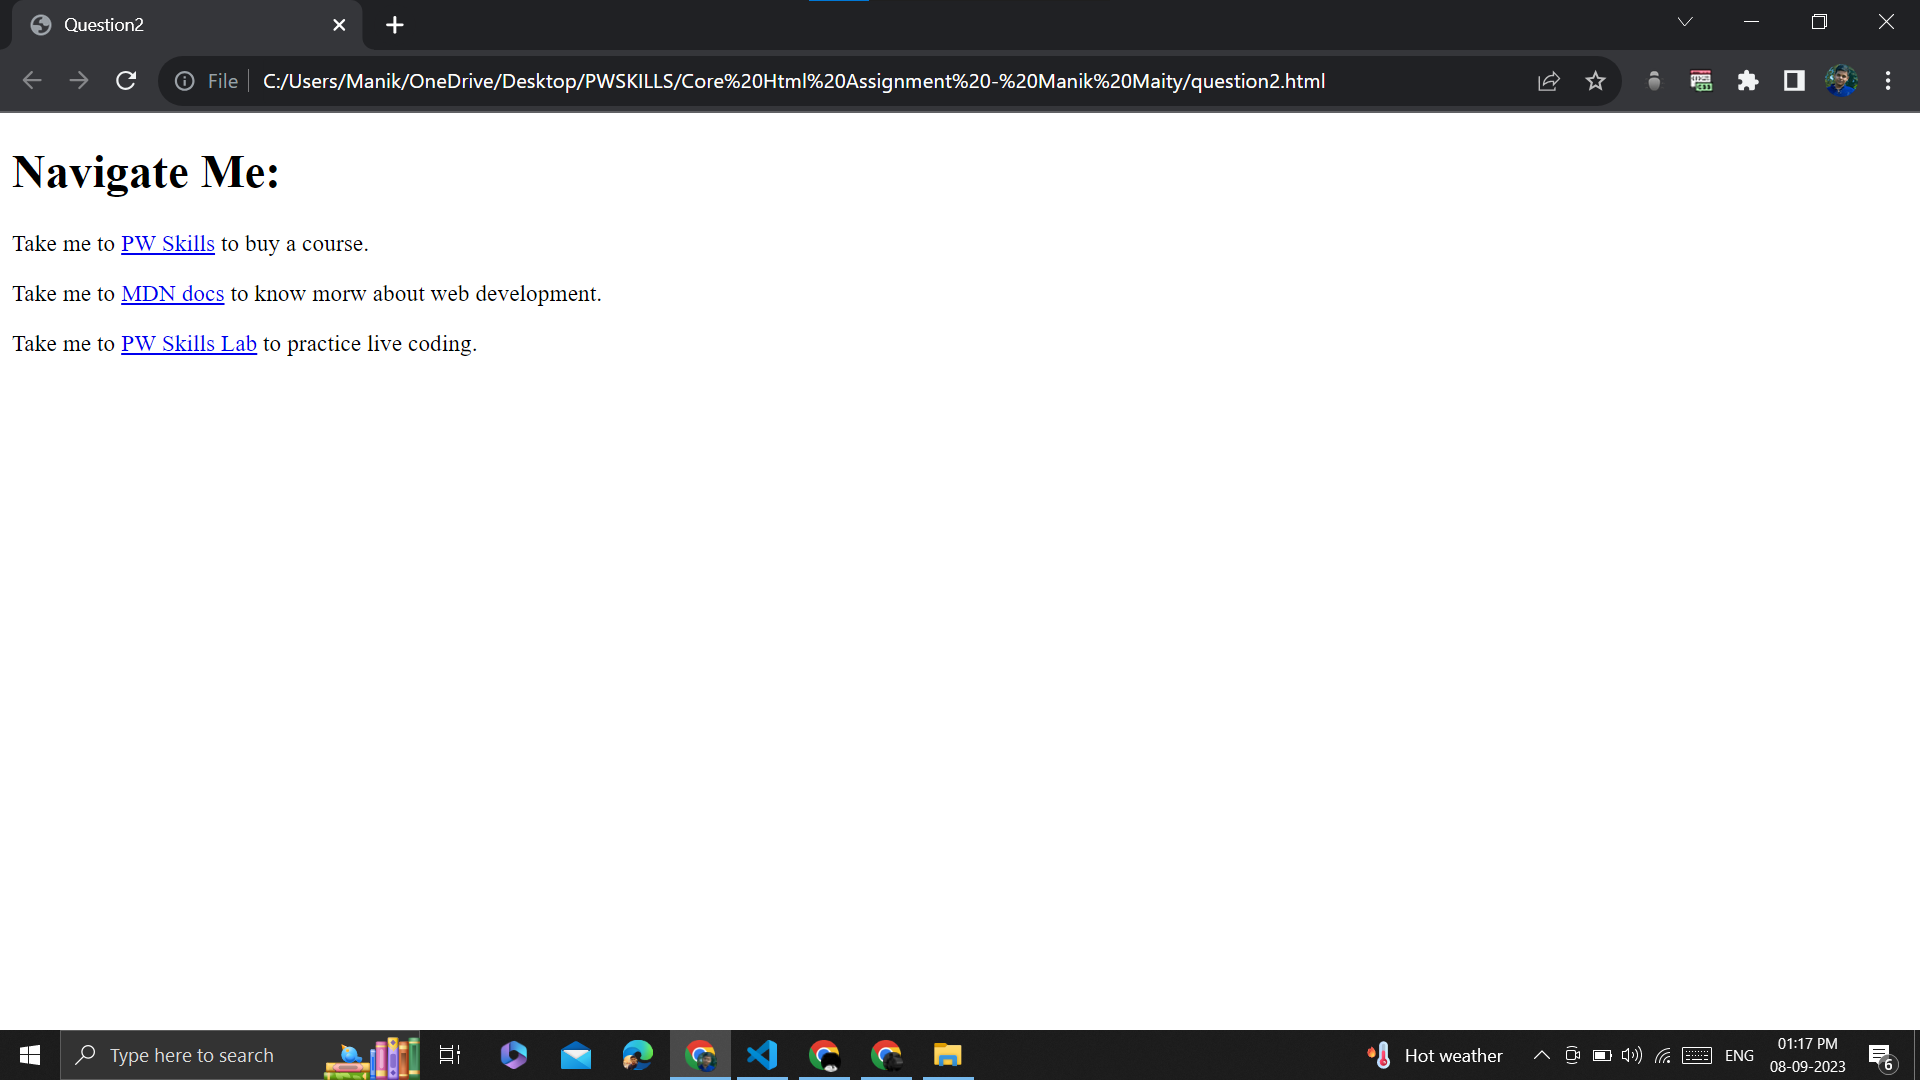 Question2
File
C:/Users/Manik/OneDrive/Desktop/PWSKILLS/Core%20Html%20Assignment%20-%20Manik%20Maity/question2.html
Navigate Me:
Take me to PW Skills to buy a course.
Take me to MDN docs to know morw about web development.
Take me to PW Skills Lab to practice live coding.
Type here to search
Hot weather
ENG
01:17 PM
08-09-2023
6